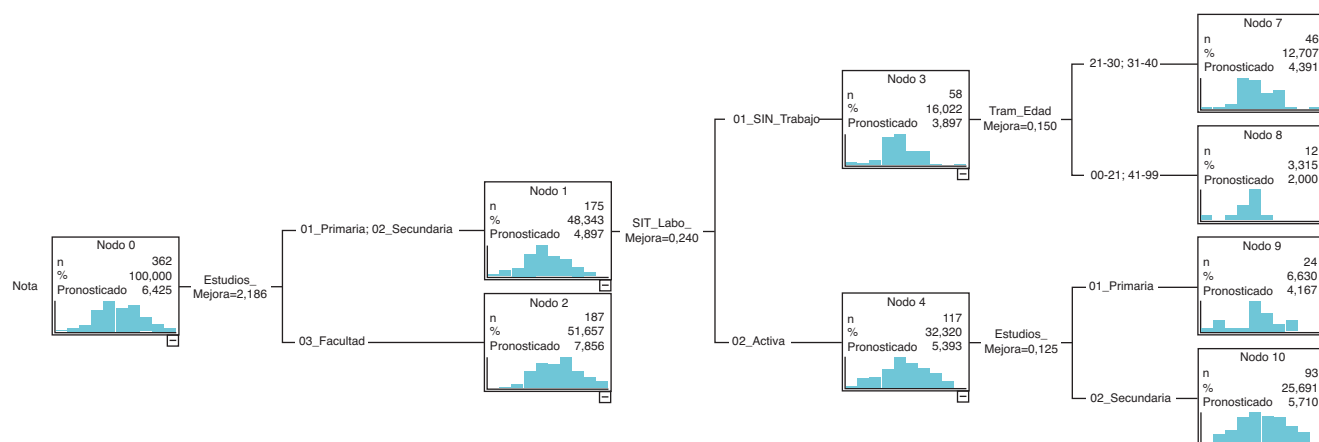 Nota
Nodo 0
n 362
% 100,000
Pronosticado 6,425
Estudios_
Mejora=2,186
01_Primaria; 02_Secundaria
03_Facultad
Nodo 1
n 175
% 48,343
Pronosticado 4,897
Nodo 2
n 187
% 51,657
Pronosticado 7,856
SIT_Labo_
Mejora=0,240
01_SIN_Trabajo
02_Activa
Nodo 3
n 58
% 16,022
Pronosticado 3,897
Nodo 4
n 117
% 32,320
Pronosticado 5,393
Tram_Edad
Mejora=0,150
21-30; 31-40
00-21; 41-99
Estudios_
Mejora=0,125
01_Primaria
02_Secundaria
Nodo 7
n 46
% 12,707
Pronosticado 4,391
Nodo 8
n 12
% 3,315
Pronosticado 2,000
Nodo 9
n 24
% 6,630
Pronosticado 4,167
Nodo 10
n 93
% 25,691
Pronosticado 5,710